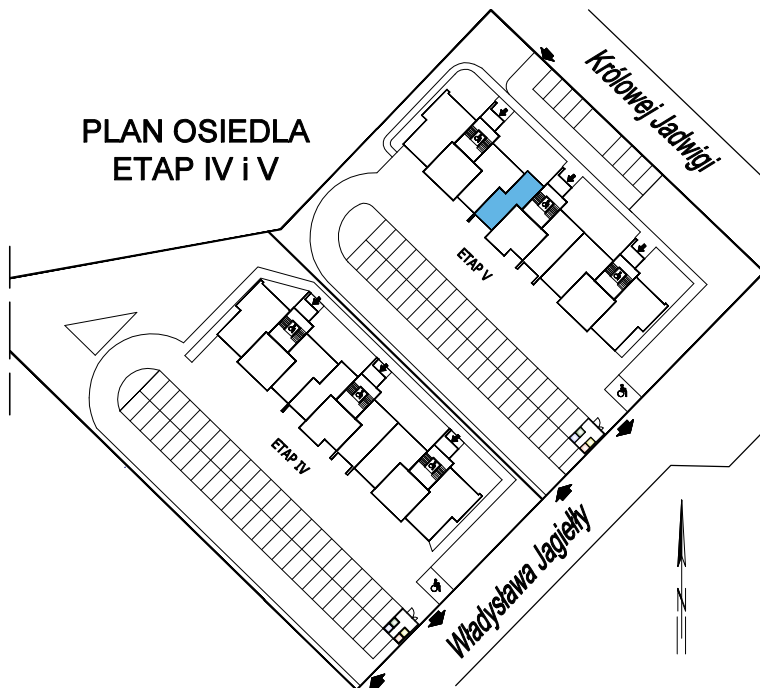 PLAN OSIEDLA
ETAP IV i V
Królowej Jadwigi
ETAP V
ETAP IV
Władysława Jagiełły
N